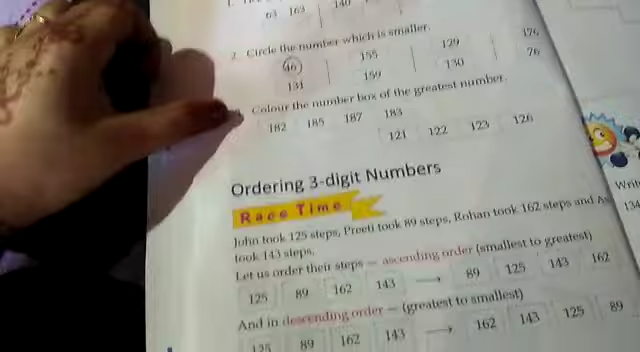 63 163 140
2. Circle the number which is smaller.
46 155 129 176
131 159 130 76
Colour the number box of the greatest number.
182 185 187 183
121 122 123 126
Ordering 3-digit Numbers
Race Time
John took 125 steps, Preeti took 89 steps, Rohan took 162 steps and
took 143 steps.
Let us order their steps — ascending order (smallest to greatest)
125 89 162 143 → 89 125 143 162
And in descending order — (greatest to smallest)
125 89 162 143 → 162 143 125 89
134